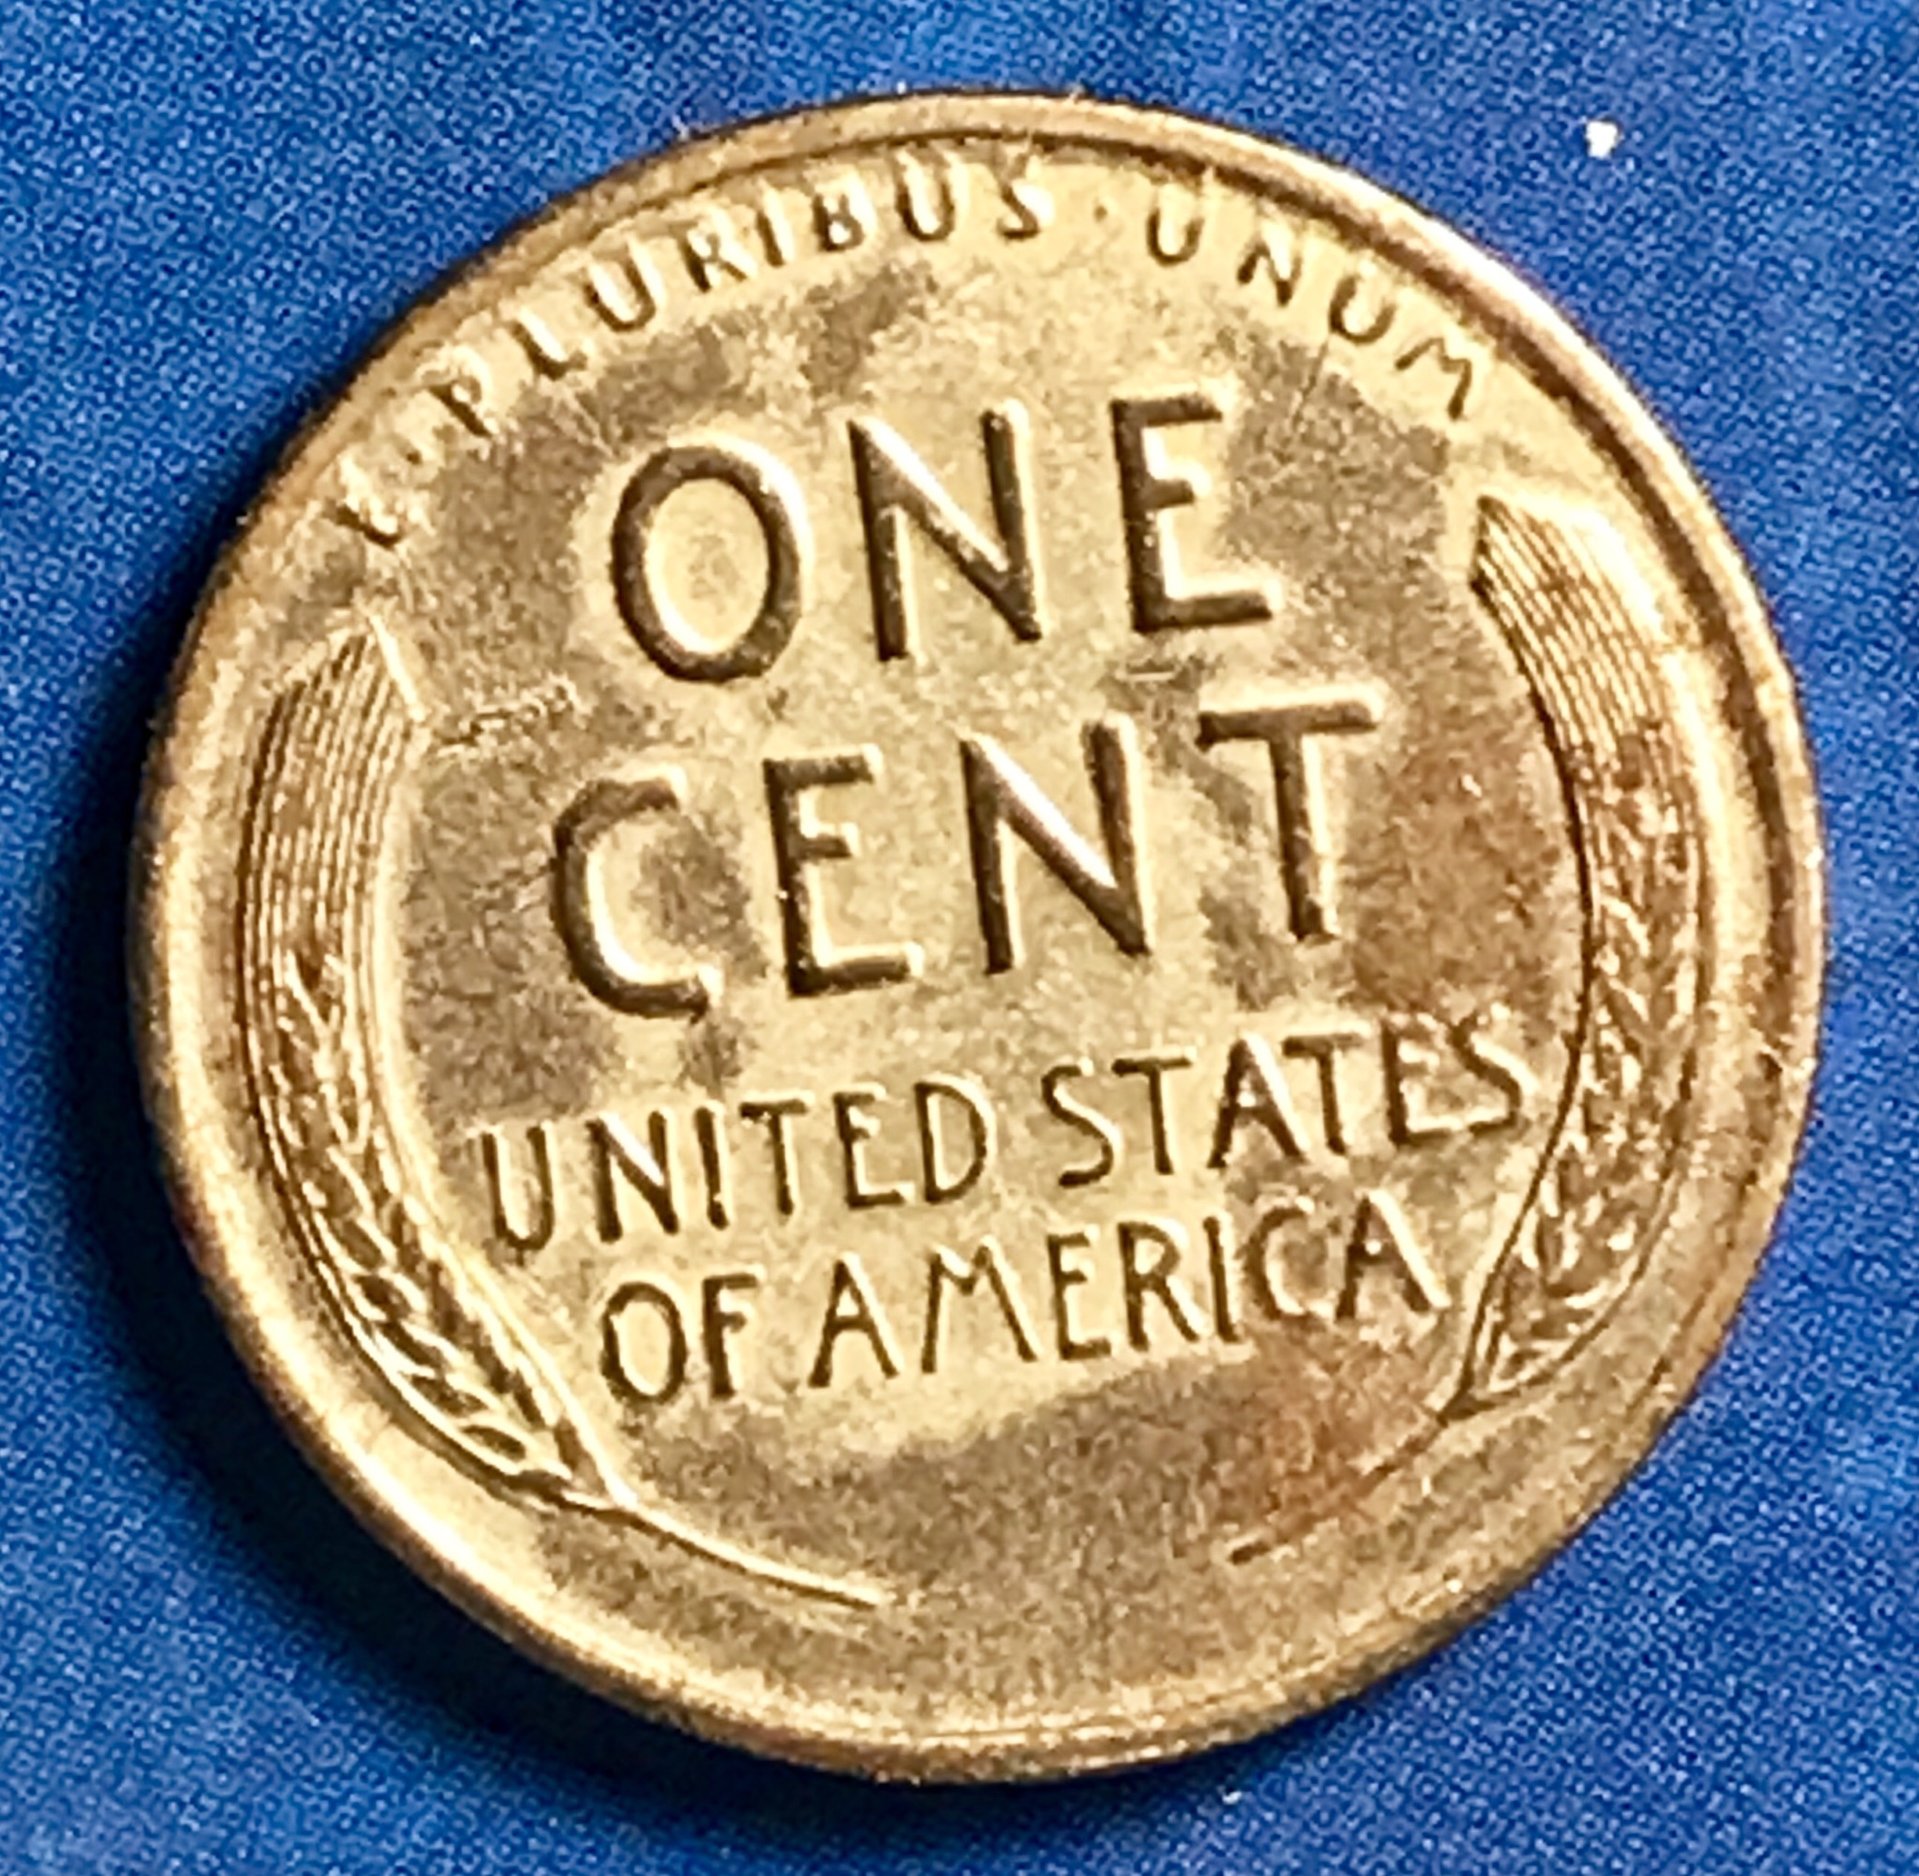 E·PLURIBUS·UNUM
ONE
CENT
UNITED STATES
OF AMERICA